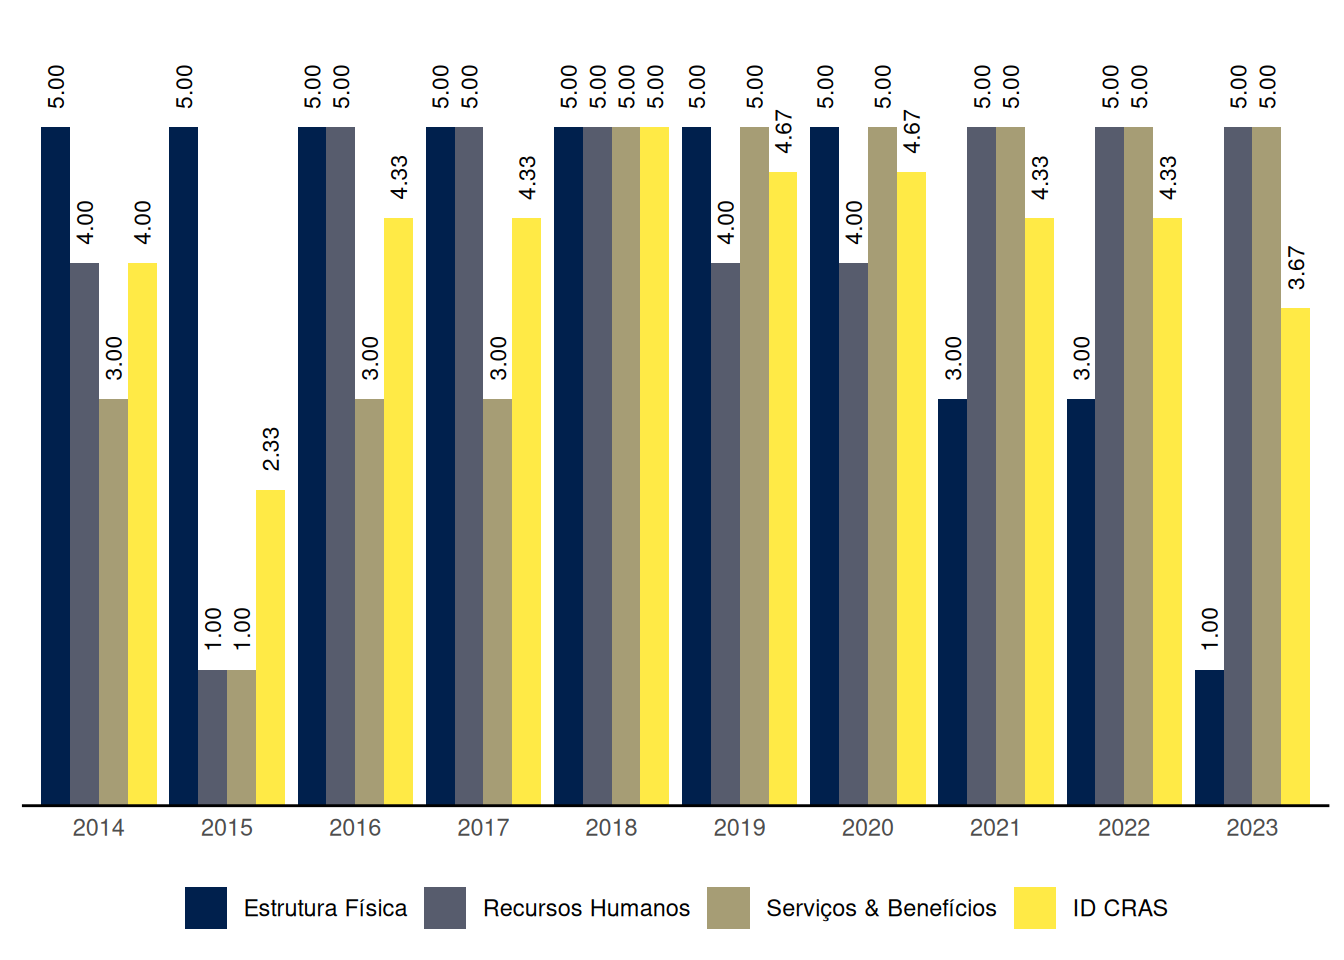 5.00 4.00 3.00 4.00
5.00 1.00 1.00 2.33
5.00 5.00 3.00 4.33
5.00 5.00 3.00 4.33
5.00 5.00 5.00 5.00
5.00 4.00 5.00 4.67
5.00 4.00 5.00 4.67
3.00 5.00 5.00 4.33
3.00 5.00 5.00 4.33
1.00 5.00 5.00 3.67
2014 2015 2016 2017 2018 2019 2020 2021 2022 2023
Estrutura Física Recursos Humanos Serviços & Benefícios ID CRAS